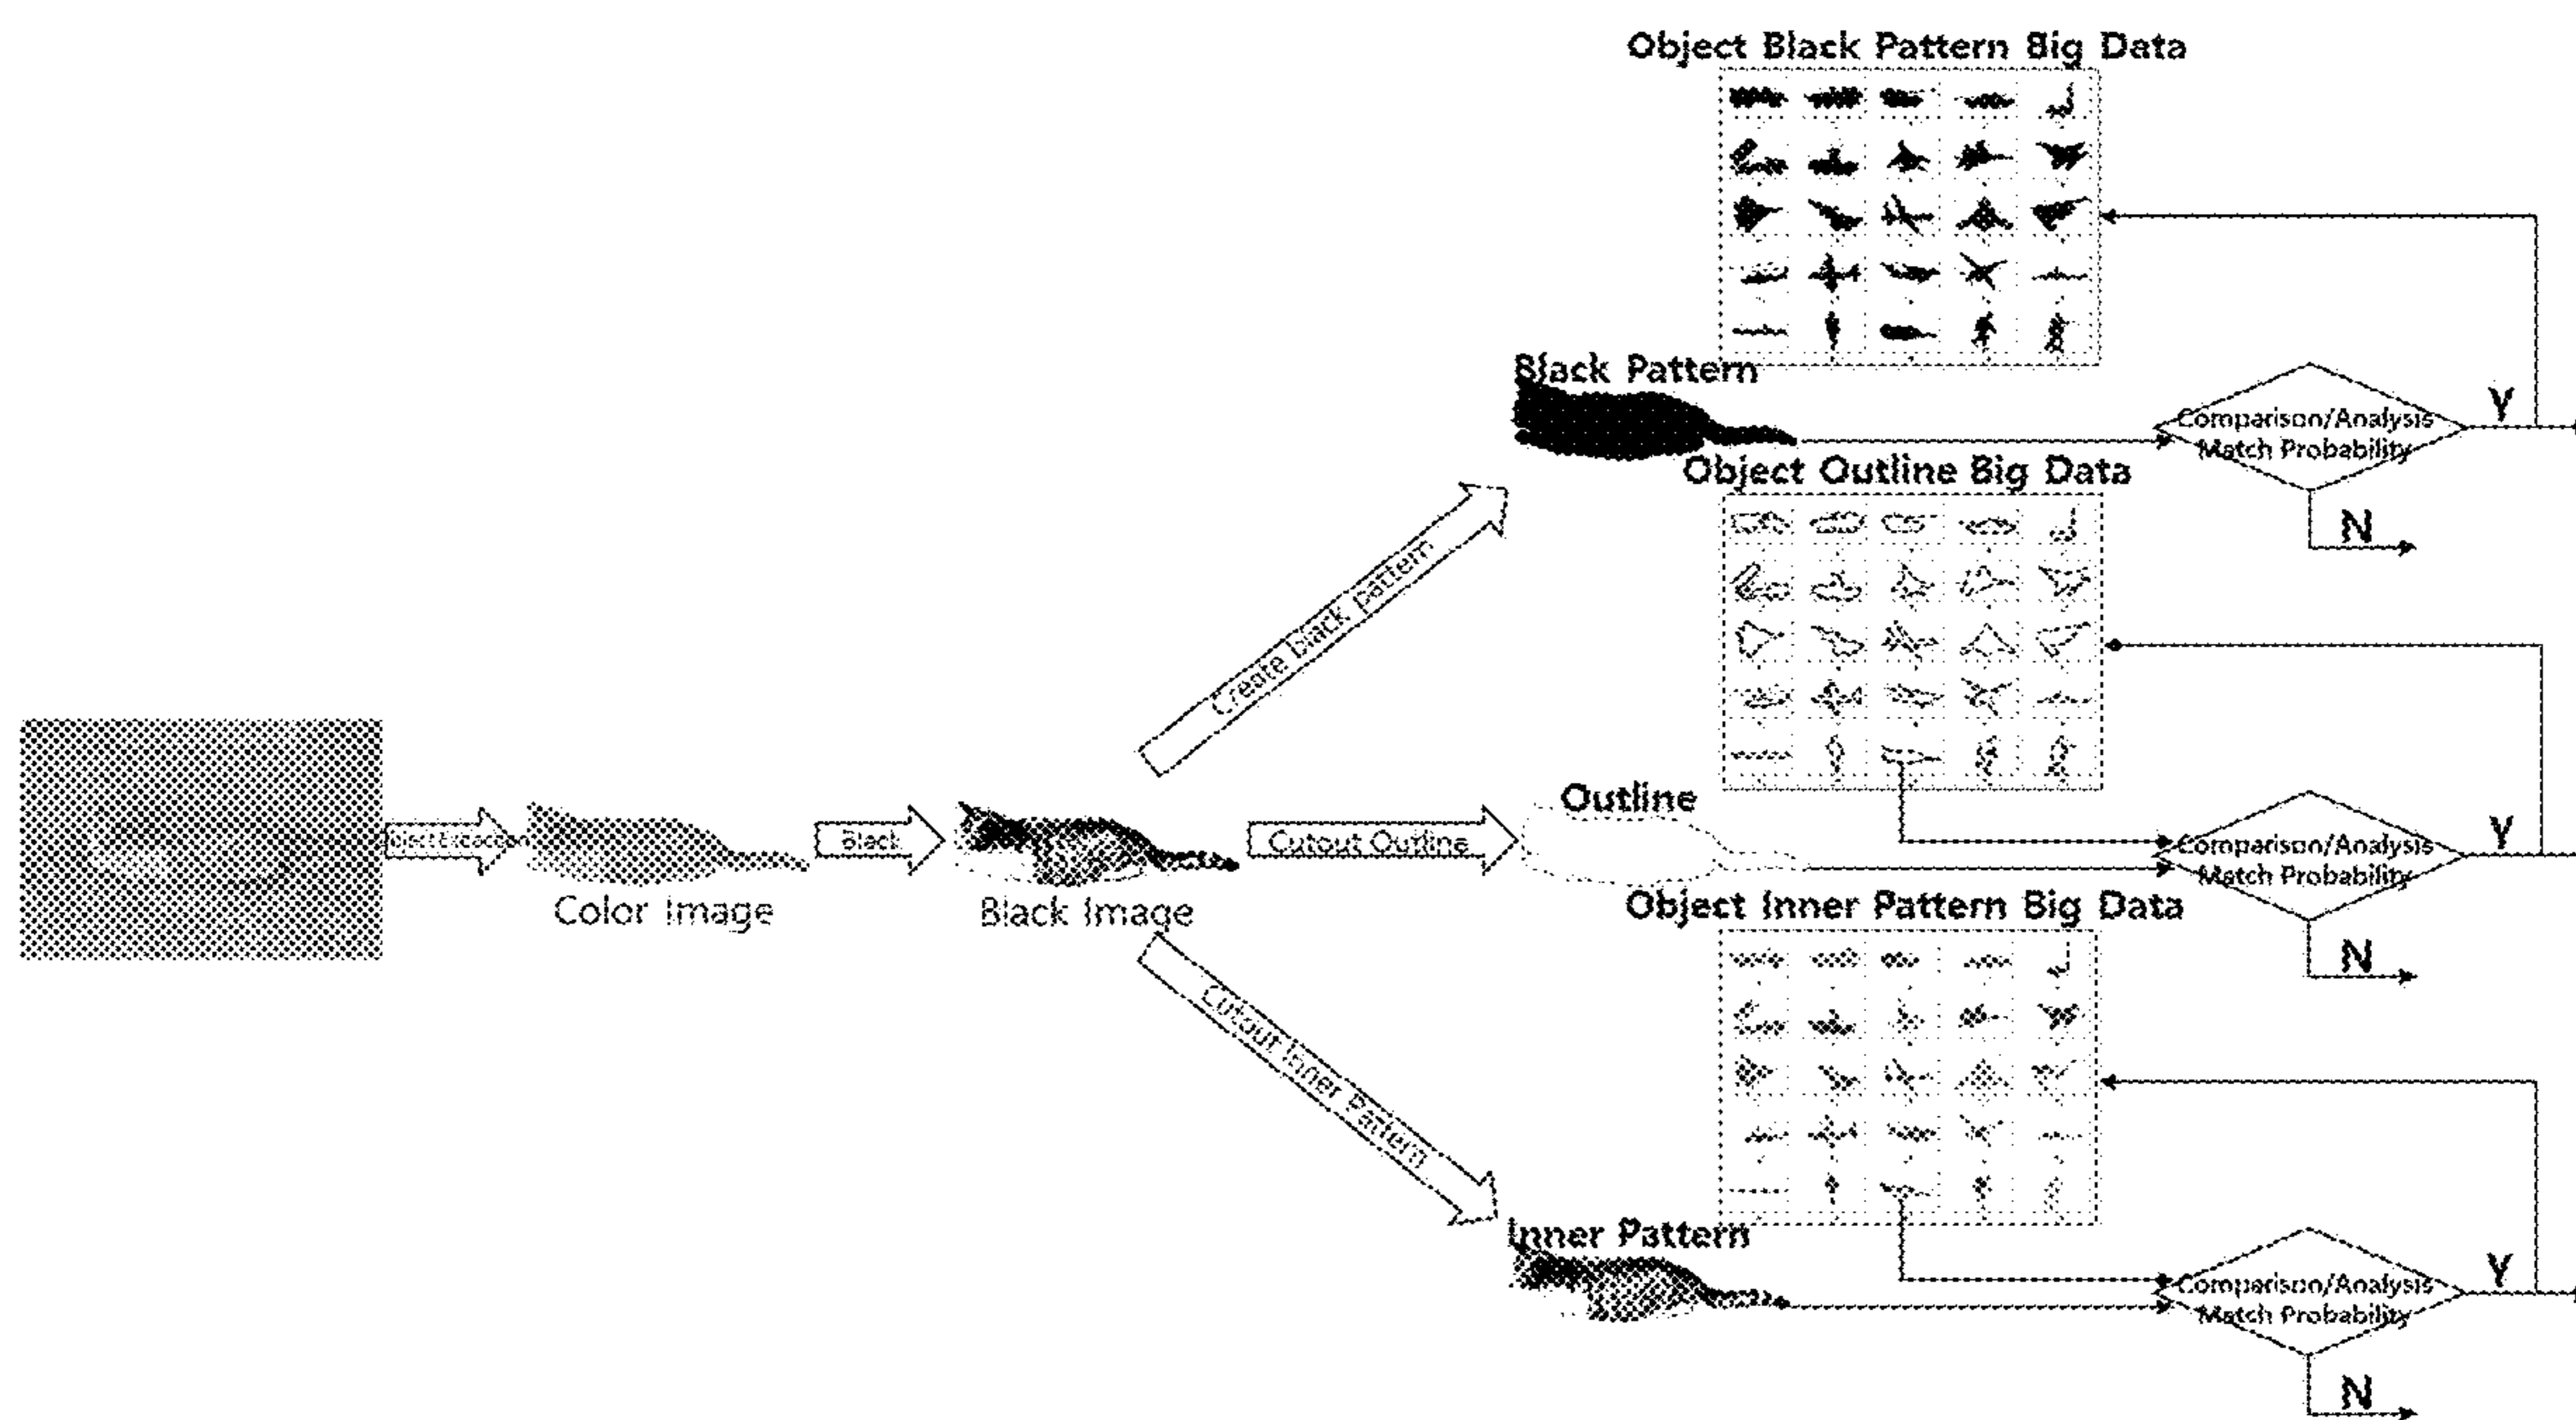 Object Black Pattern Big Data
Black Pattern
Comparison/Analysis
Match Probability
Y
N
Create black pattern
Object Outline Big Data
Outline
Black
Cutout Outline
Comparison/Analysis
Match Probability
Y
N
Color Image
Black Image
Object Inner Pattern Big Data
Cutout Inner Pattern
Inner Pattern
Comparison/Analysis
Match Probability
Y
N